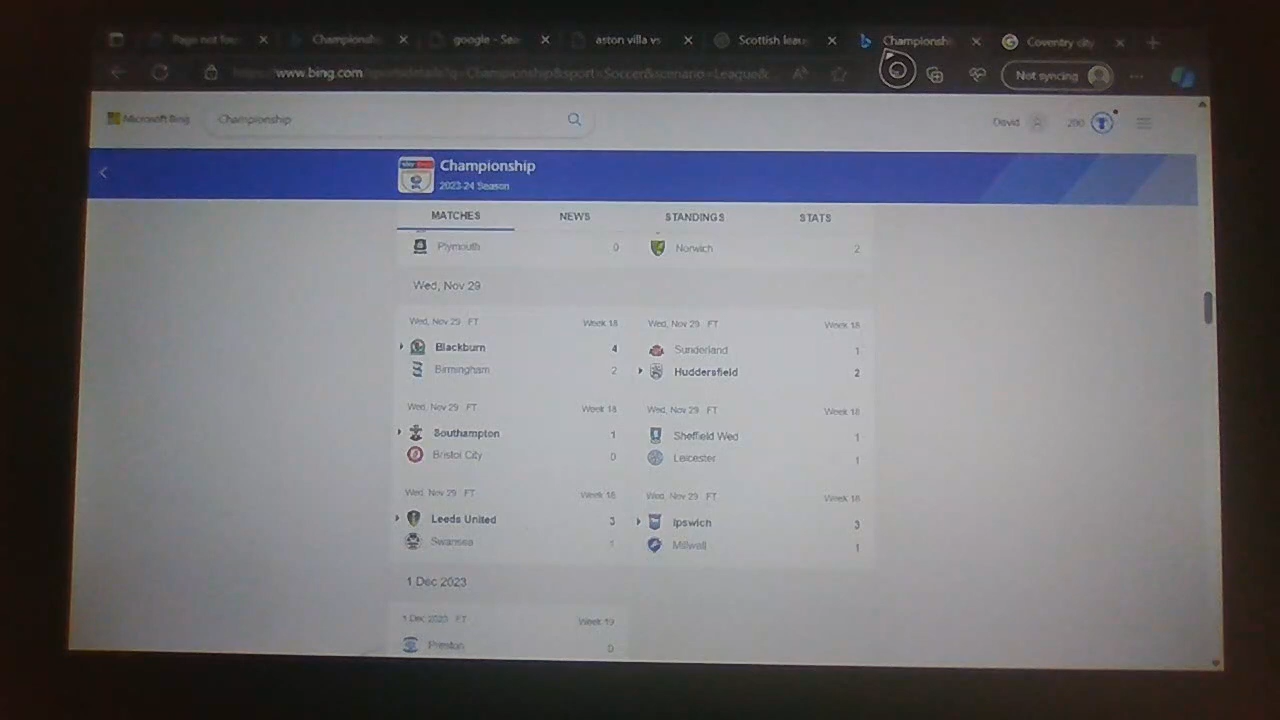 Page not fou
Championsh
google - Sea
aston villa vs
Scottish leau
Championsh
Coventry city
www.bing.com
Not syncing
Microsoft Bing
Championship
David
200
Championship
2023-24 Season
MATCHES NEWS STANDINGS STATS
Plymouth 0 Norwich 2
Wed, Nov 29
Wed, Nov 29 FT Week 18 Wed, Nov 29 FT Week 18
Blackburn 4 Sunderland 1
Birmingham 2 Huddersfield 2
Wed, Nov 29 FT Week 18 Wed, Nov 29 FT Week 18
Southampton 1 Sheffield Wed 1
Bristol City 0 Leicester 1
Wed, Nov 29 FT Week 18 Wed, Nov 29 FT Week 18
Leeds United 3 Ipswich 3
Swansea 1 Millwall 1
1 Dec 2023
1 Dec 2023 FT Week 19
Preston 0